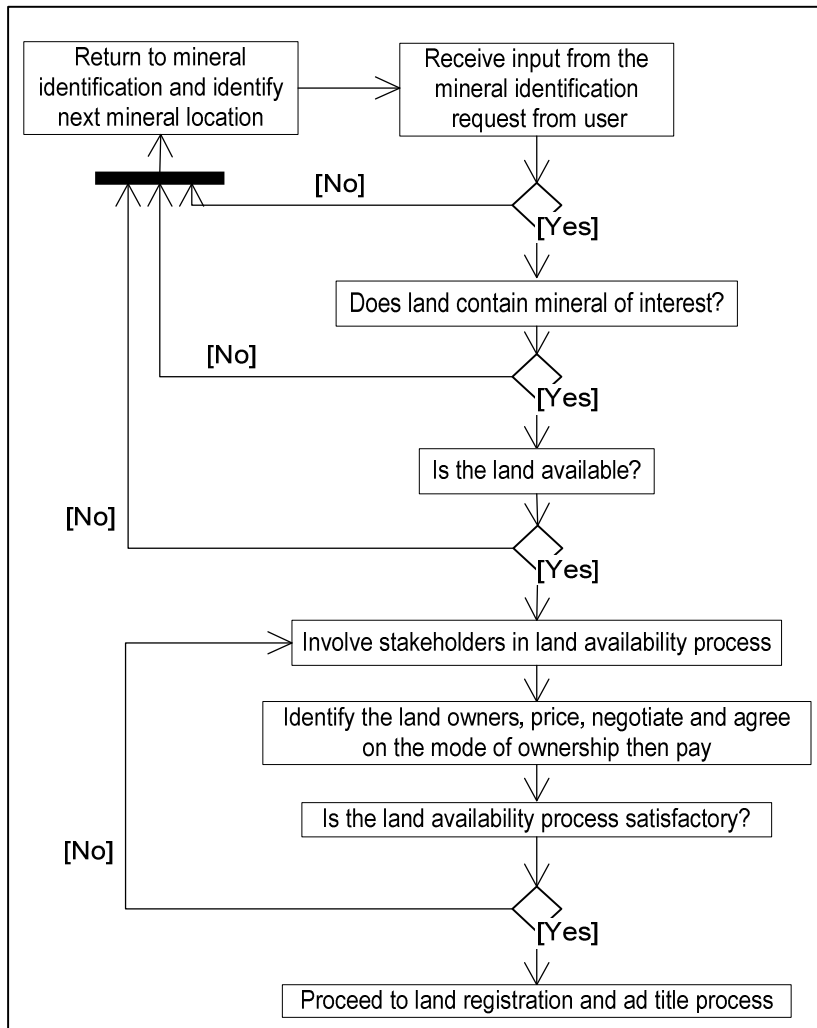 Return to mineral
identification and identify
next mineral location
Receive input from the
mineral identification
request from user
[No]
[Yes]
Does land contain mineral of interest?
[No]
[Yes]
Is the land available?
[No]
[Yes]
Involve stakeholders in land availability process
Identify the land owners, price, negotiate and agree
on the mode of ownership then pay
Is the land availability process satisfactory?
[No]
[Yes]
Proceed to land registration and ad title process